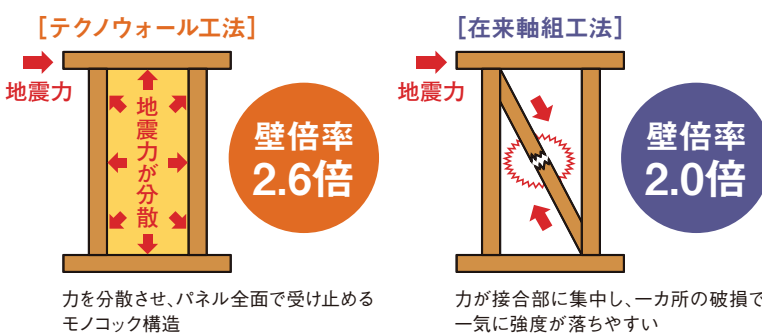 ［テクノウォール工法］
地震力
地震力が分散
壁倍率
2.6倍
力を分散させ、パネル全面で受け止める
モノコック構造
［在来軸組工法］
地震力
壁倍率
2.0倍
力が接合部に集中し、一カ所の破損で
一気に強度が落ちやすい